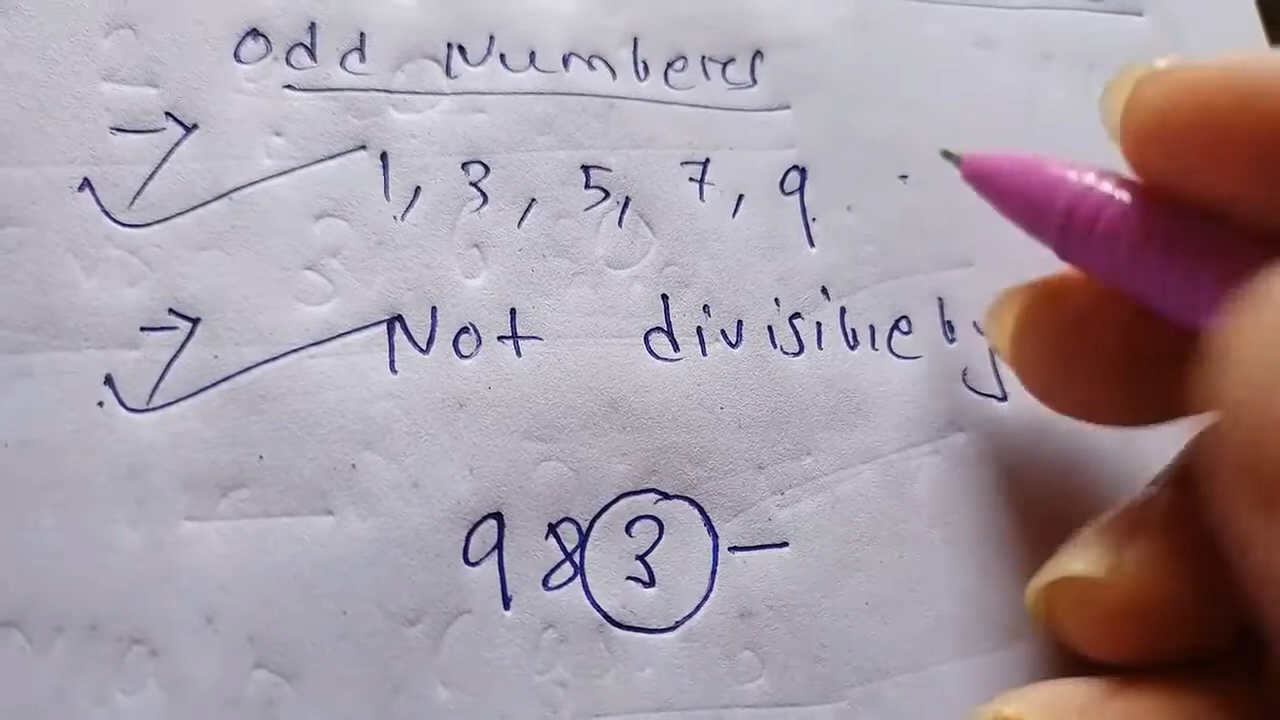 Odd Numbers
→ 1, 3, 5, 7, 9
→ Not divisible by
983 –